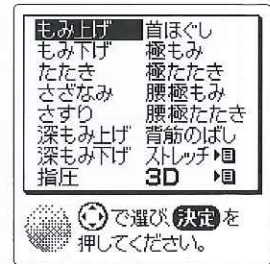 もみ上げ 首ほぐし
もみ下げ 極もみ
たたき 極たたき
さざなみ 腰極もみ
さすり 腰極たたき
深もみ上げ 背筋のばし
深もみ下げ ストレッチ
指圧 3D
で選び、決定を
押してください。